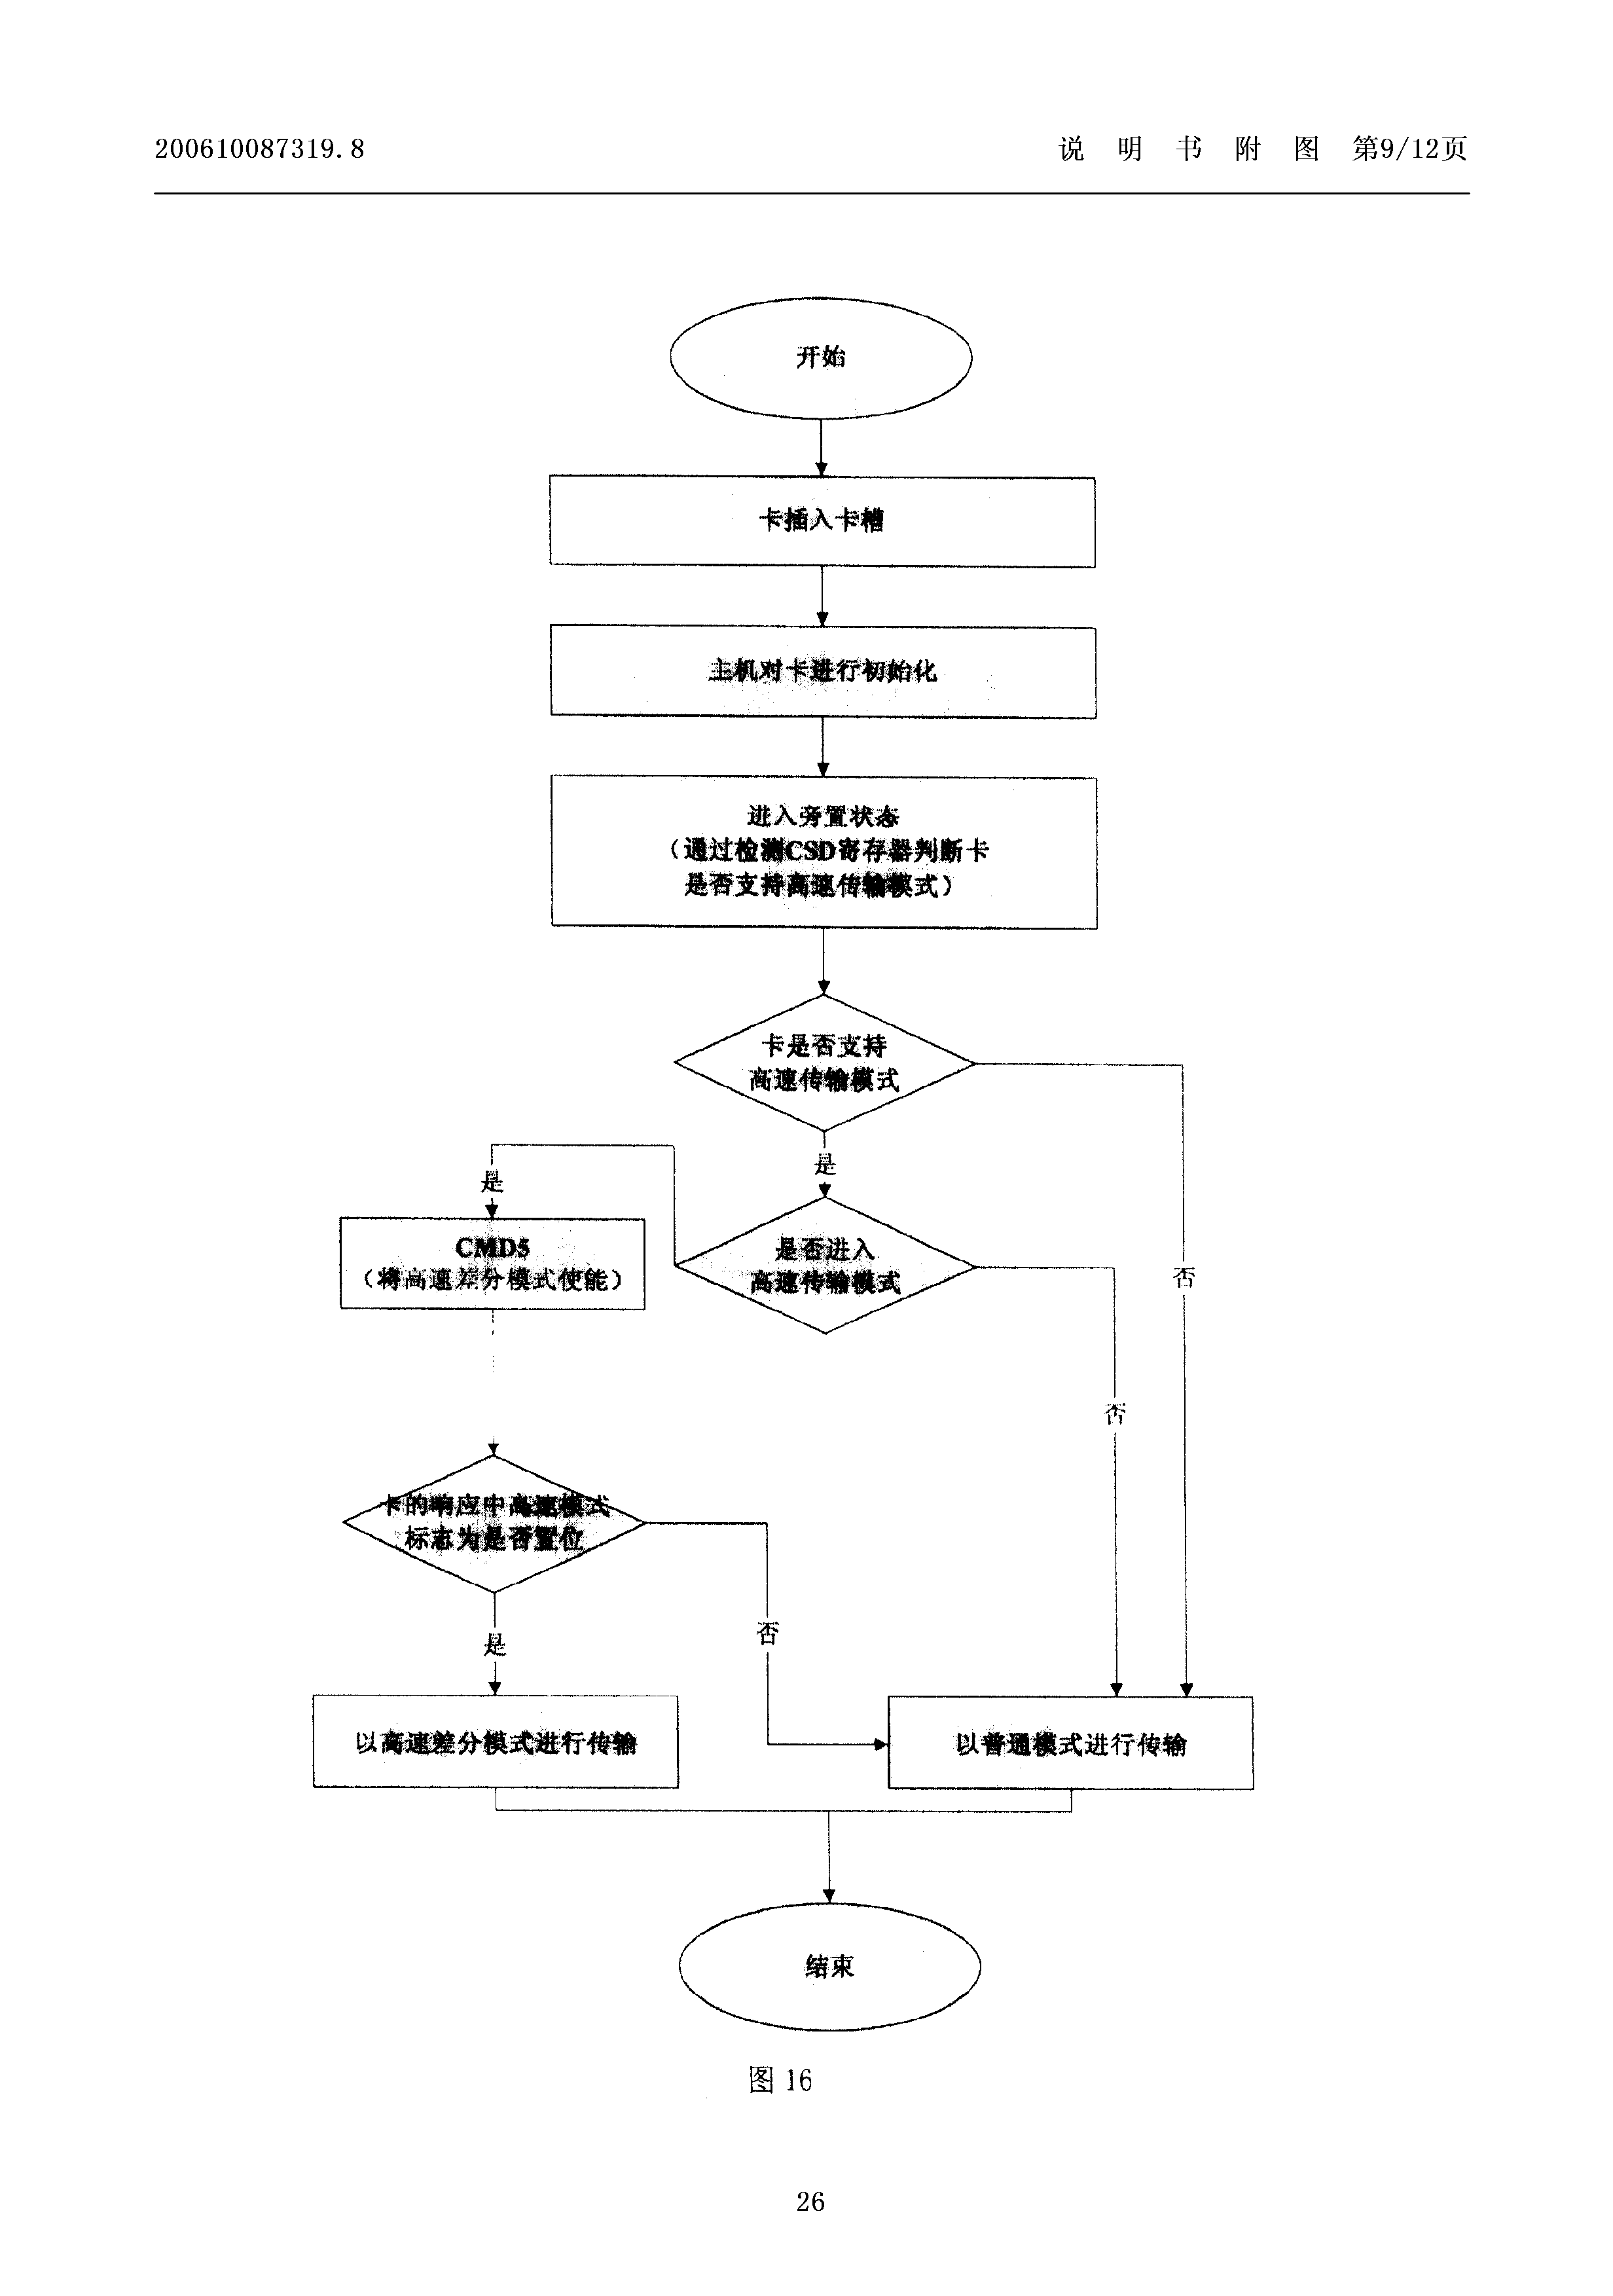 200610087319.8
说 明 书 附 图 第9/12页
开始
卡插入卡槽
主机对卡进行初始化
进入旁置状态
（通过检测CSD寄存器判断卡
是否支持高速传输模式）
卡是否支持
高速传输模式
是
是
是否进入
高速传输模式
CMD5
（将高速差分模式使能）
否
否
卡的响应中高速模式
标志为是否置位
否
是
以高速差分模式进行传输
以普通模式进行传输
结束
图 16
26